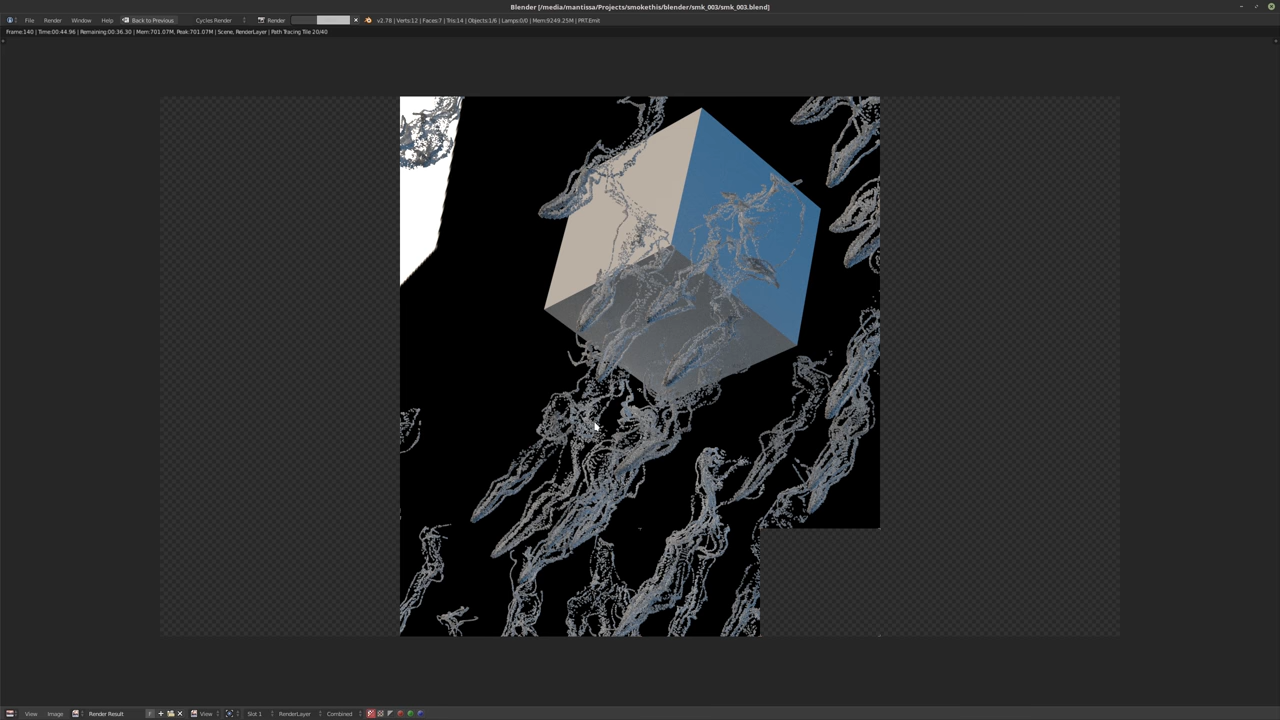 Blender [/media/mantissa/Projects/smokethis/blender/smk_003/smk_003.blend]
File Render Window Help Back to Previous Cycles Render Render v2.78 | Verts:12 | Faces:7 | Tris:14 | Objects:1/6 | Lamps:0/0 | Mem:9249.25M | PRT.Emit
Frame:140 | Time:00:44.96 | Remaining:00:36.30 | Mem:701.07M, Peak:701.07M | Scene, RenderLayer | Path Tracing Tile 20/40
View Image Render Result F View Slot 1 RenderLayer Combined